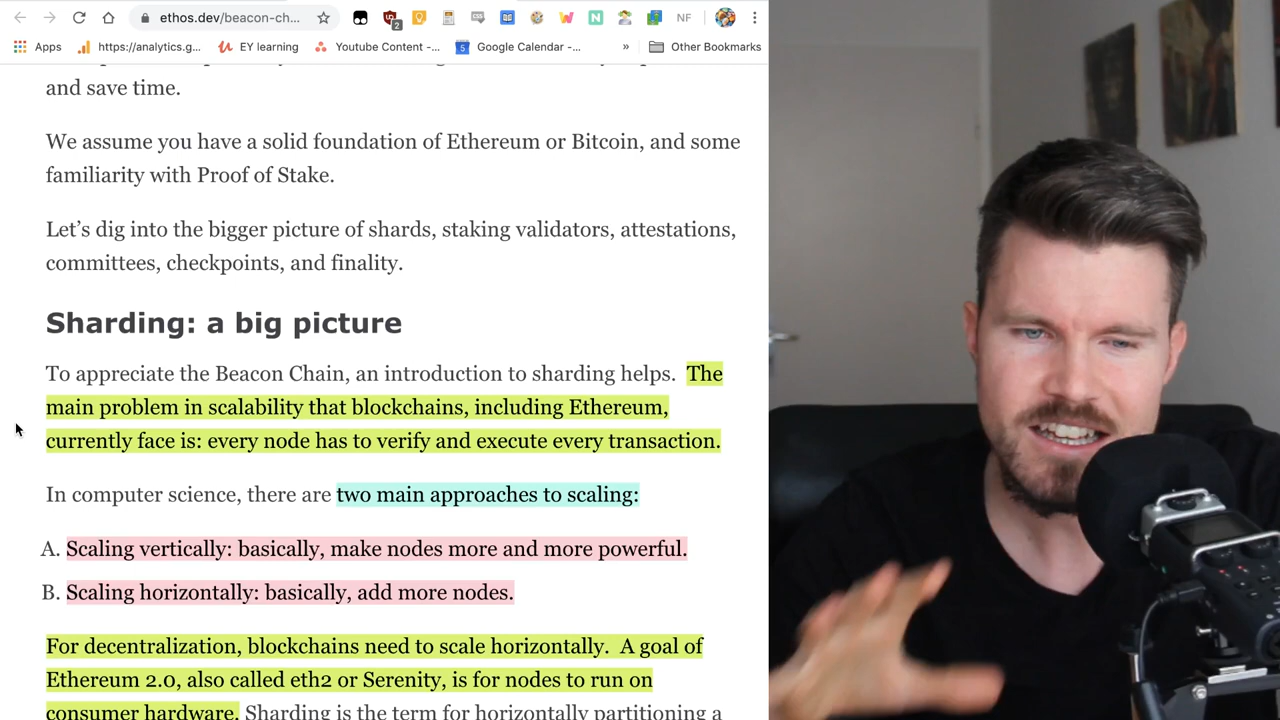 ethos.dev/beacon-ch...
2
NF
Apps
https://analytics.g...
EY learning
Youtube Content -...
5
Google Calendar -...
»
Other Bookmarks
and save time.
We assume you have a solid foundation of Ethereum or Bitcoin, and some
familiarity with Proof of Stake.
Let's dig into the bigger picture of shards, staking validators, attestations,
committees, checkpoints, and finality.
Sharding: a big picture
To appreciate the Beacon Chain, an introduction to sharding helps. The
main problem in scalability that blockchains, including Ethereum,
currently face is: every node has to verify and execute every transaction.
In computer science, there are two main approaches to scaling:
A. Scaling vertically: basically, make nodes more and more powerful.
B. Scaling horizontally: basically, add more nodes.
For decentralization, blockchains need to scale horizontally. A goal of
Ethereum 2.0, also called eth2 or Serenity, is for nodes to run on
consumer hardware. Sharding is the term for horizontally partitioning a